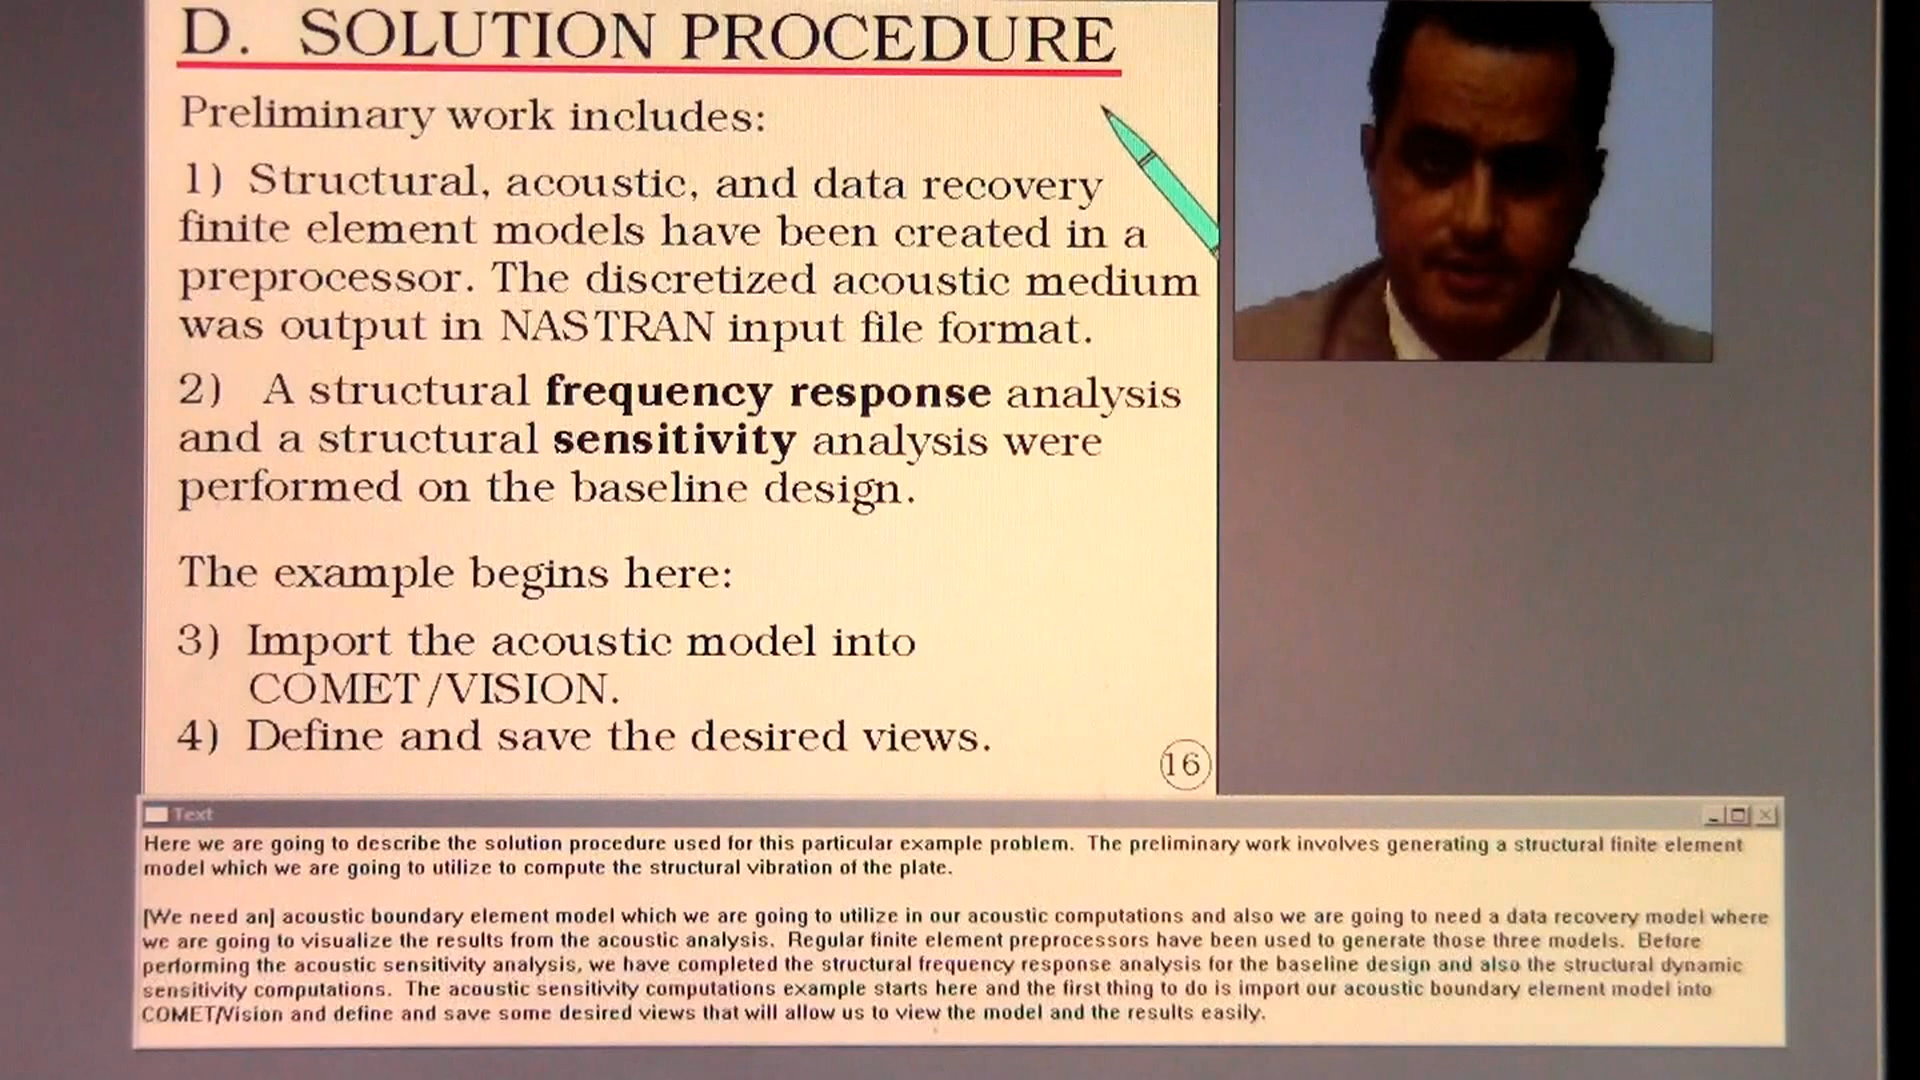 D. SOLUTION PROCEDURE
Preliminary work includes:
1) Structural, acoustic, and data recovery
finite element models have been created in a
preprocessor. The discretized acoustic medium
was output in NASTRAN input file format.
2) A structural frequency response analysis
and a structural sensitivity analysis were
performed on the baseline design.
The example begins here:
3) Import the acoustic model into
COMET/VISION.
4) Define and save the desired views.
16
Text
Here we are going to describe the solution procedure used for this particular example problem. The preliminary work involves generating a structural finite element
model which we are going to utilize to compute the structural vibration of the plate.
[We need an] acoustic boundary element model which we are going to utilize in our acoustic computations and also we are going to need a data recovery model where
we are going to visualize the results from the acoustic analysis. Regular finite element preprocessors have been used to generate those three models. Before
performing the acoustic sensitivity analysis, we have completed the structural frequency response analysis for the baseline design and also the structural dynamic
sensitivity computations. The acoustic sensitivity computations example starts here and the first thing to do is import our acoustic boundary element model into
COMET/Vision and define and save some desired views that will allow us to view the model and the results easily.